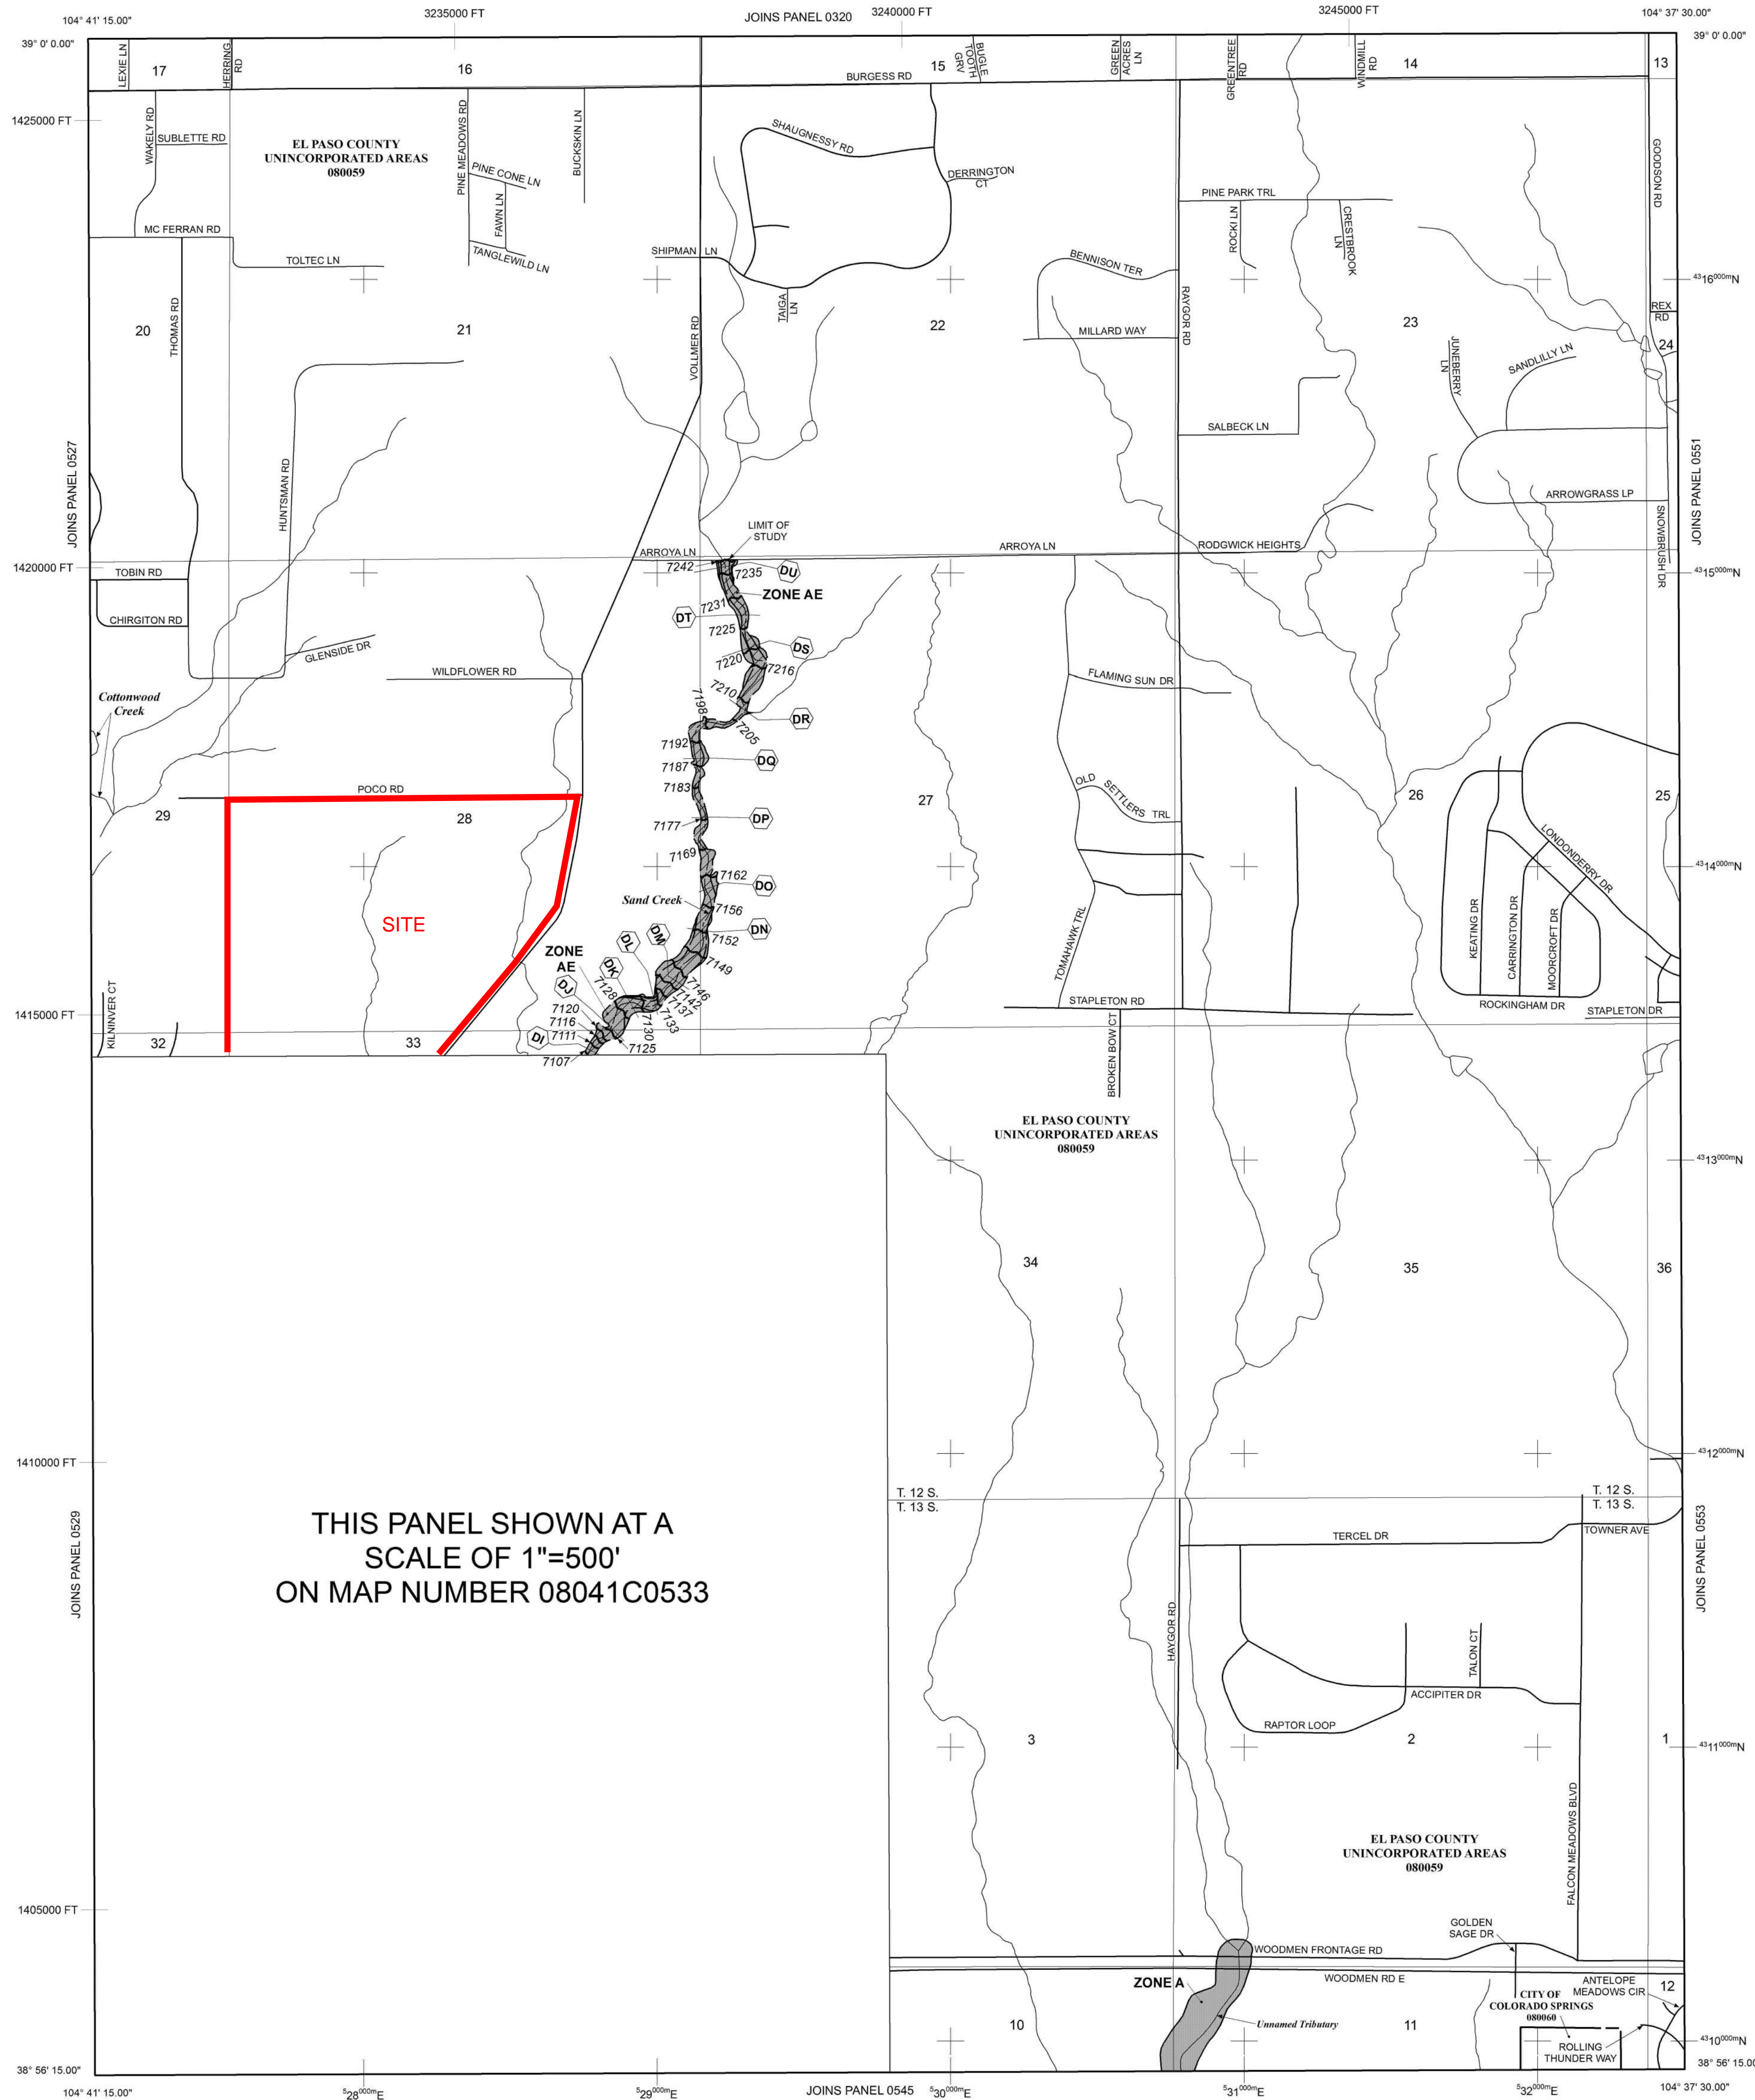 104° 41' 15.00"
3235000 FT
JOINS PANEL 0320
3240000 FT
3245000 FT
104° 37' 30.00"
39° 0' 0.00"
39° 0' 0.00"
LEXIE LN
17
HERRING
RD
16
15
BUGLE
TOOTH
GRV
GREEN
ACRES
LN
GREENTREE
RD
WINDMILL
RD
14
13
BURGESS RD
1425000 FT
WAKELY RD
SUBLETTE RD
EL PASO COUNTY
UNINCORPORATED AREAS
080059
PINE MEADOWS RD
PINE CONE LN
FAWN LN
TANGLEWILD LN
BUCKSKIN LN
SHAUGNESSY RD
DERRINGTON
CT
PINE PARK TRL
ROCKI LN
CRESTBROOK
LN
GOODSON RD
MC FERRAN RD
TOLTEC LN
SHIPMAN LN
TAIGA
LN
BENNISON TER
4316000mN
THOMAS RD
20
21
VOLLMER RD
22
MILLARD WAY
RAYGOR RD
23
REX
RD
24
JUNEBERRY
LN
SANDLILLY LN
JOINS PANEL 0527
HUNTSMAN RD
SALBECK LN
ARROWGRASS LP
JOINS PANEL 0551
SNOWBRUSH DR
LIMIT OF
STUDY
ARROYA LN
ARROYA LN
RODGWICK HEIGHTS
1420000 FT
TOBIN RD
7242
7235
DU
4315000mN
ZONE AE
CHIRGITON RD
7231
DT
7225
GLENSIDE DR
DS
7220
7216
WILDFLOWER RD
FLAMING SUN DR
Cottonwood
Creek
7210
7198
DR
7205
7192
DQ
7187
7183
OLD SETTLERS TRL
POCO RD
29
28
27
26
25
7177
DP
LONDONDERRY DR
7169
4314000mN
7162
DO
Sand Creek
7156
SITE
KEATING DR
CARRINGTON DR
MOORCROFT DR
DL
DM
DN
7152
TOMAHAWK TRL
ZONE
AE
DK
7149
DJ
7128
7146
7142
7137
7133
7130
STAPLETON RD
ROCKINGHAM DR
STAPLETON DR
KILNINVER CT
1415000 FT
7120
7116
DI
7111
7125
7107
32
33
BROKEN BOW CT
EL PASO COUNTY
UNINCORPORATED AREAS
080059
4313000mN
34
35
36
1410000 FT
4312000mN
T. 12 S.
T. 13 S.
T. 12 S.
T. 13 S.
JOINS PANEL 0529
THIS PANEL SHOWN AT A
SCALE OF 1"=500'
ON MAP NUMBER 08041C0533
TERCEL DR
TOWNER AVE
JOINS PANEL 0553
HAYGOR RD
TALON CT
ACCIPITER DR
RAPTOR LOOP
3
2
1
4311000mN
FALCON MEADOWS BLVD
EL PASO COUNTY
UNINCORPORATED AREAS
080059
1405000 FT
GOLDEN
SAGE DR
WOODMEN FRONTAGE RD
WOODMEN RD E
ZONE A
ANTELOPE
MEADOWS CIR
12
CITY OF
COLORADO SPRINGS
080060
10
Unnamed Tributary
11
ROLLING
THUNDER WAY
4310000mN
38° 56' 15.00"
38° 56' 15.00"
104° 41' 15.00"
528000mE
529000mE
JOINS PANEL 0545
530000mE
531000mE
532000mE
104° 37' 30.00"